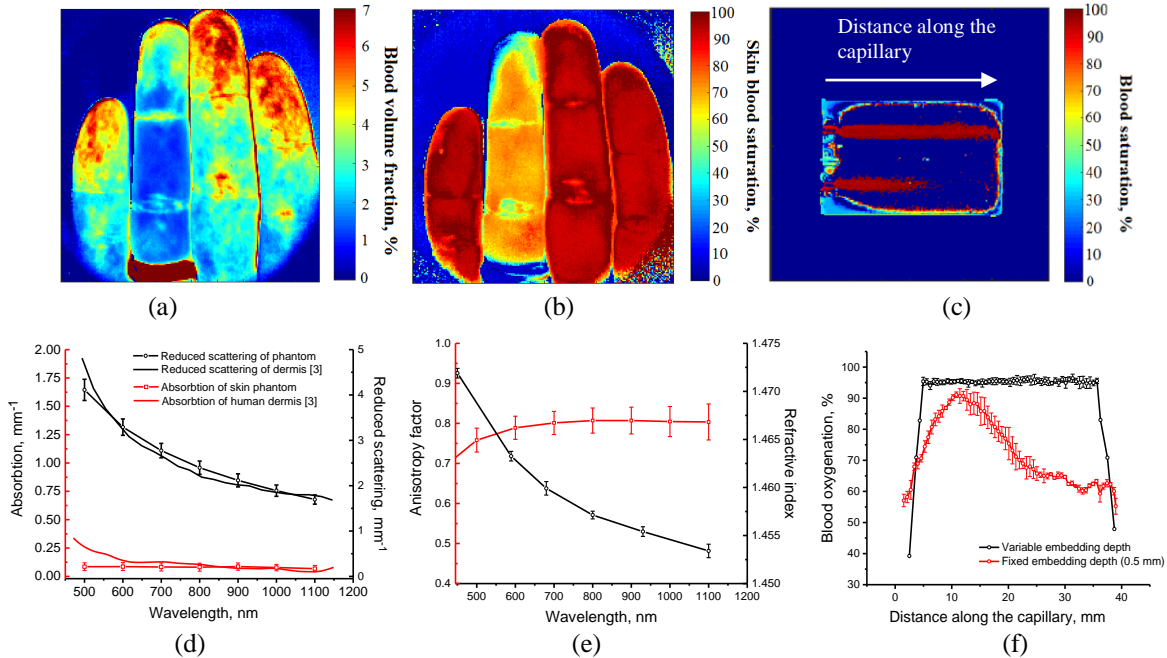 7
6
5
4
3
2
1
0
Blood volume fraction, %
(a)
100
90
80
70
60
50
40
30
20
10
0
Skin blood saturation, %
(b)
Distance along the
capillary
100
90
80
70
60
50
40
30
20
10
0
Blood saturation, %
(c)
2.00
1.75
1.50
1.25
1.00
0.75
0.50
0.25
0.00
Absorbtion, mm-1
Reduced scattering of phantom
Reduced scattering of dermis [3]
Absorbtion of skin phantom
Absorbtion of human dermis [3]
5
4
3
2
1
0
Reduced scattering, mm-1
500 600 700 800 900 1000 1100 1200
Wavelength, nm
(d)
1.0
0.9
0.8
0.7
0.6
0.5
0.4
Anisotropy factor
1.475
1.470
1.465
1.460
1.455
1.450
Refractive index
500 600 700 800 900 1000 1100 1200
Wavelength, nm
(e)
100
90
80
70
60
50
40
30
Blood oxygenation, %
Variable embedding depth
Fixed embedding depth (0.5 mm)
0 10 20 30 40
Distance along the capillary, mm
(f)